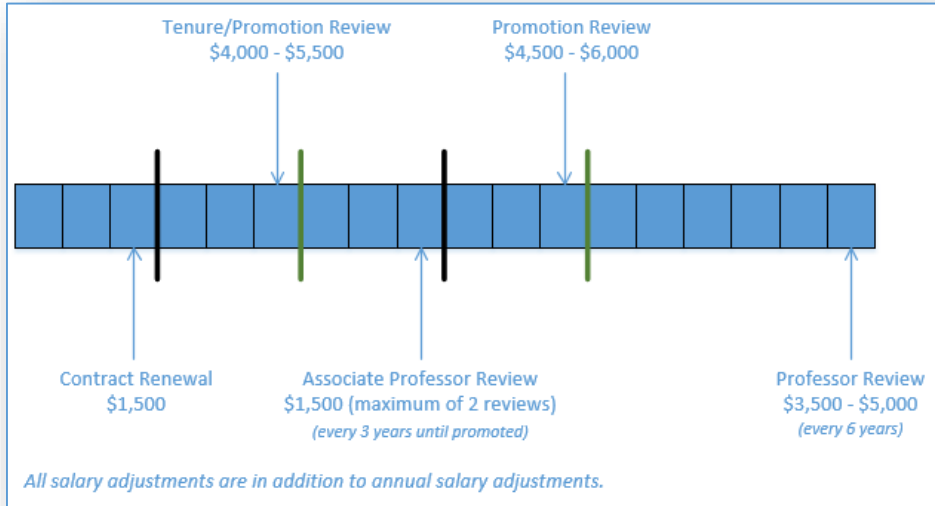 Tenure/Promotion Review
$4,000 - $5,500
Promotion Review
$4,500 - $6,000
Contract Renewal
$1,500
Associate Professor Review
$1,500 (maximum of 2 reviews)
(every 3 years until promoted)
Professor Review
$3,500 - $5,000
(every 6 years)
All salary adjustments are in addition to annual salary adjustments.